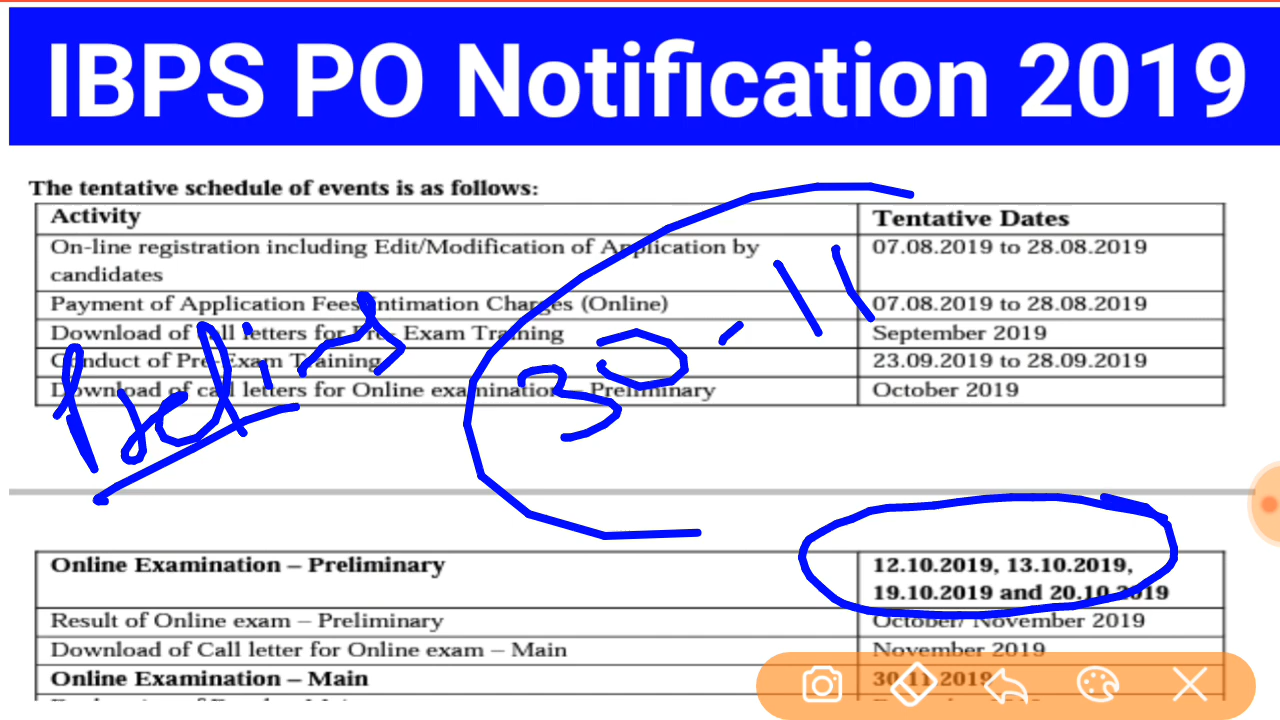 IBPS PO Notification 2019
The tentative schedule of events is as follows:
Activity Tentative Dates
On-line registration including Edit/Modification of Application by 07.08.2019 to 28.08.2019
candidates
Payment of Application Fees/Intimation Charges (Online) 07.08.2019 to 28.08.2019
Download of call letters for Pre- Exam Training September 2019
Conduct of Pre-Exam Training 23.09.2019 to 28.09.2019
Download of call letters for Online examination – Preliminary October 2019
30-11
Online Examination – Preliminary 12.10.2019, 13.10.2019,
19.10.2019 and 20.10.2019
Result of Online exam – Preliminary October/ November 2019
Download of Call letter for Online exam – Main November 2019
Online Examination – Main 30.11.2019